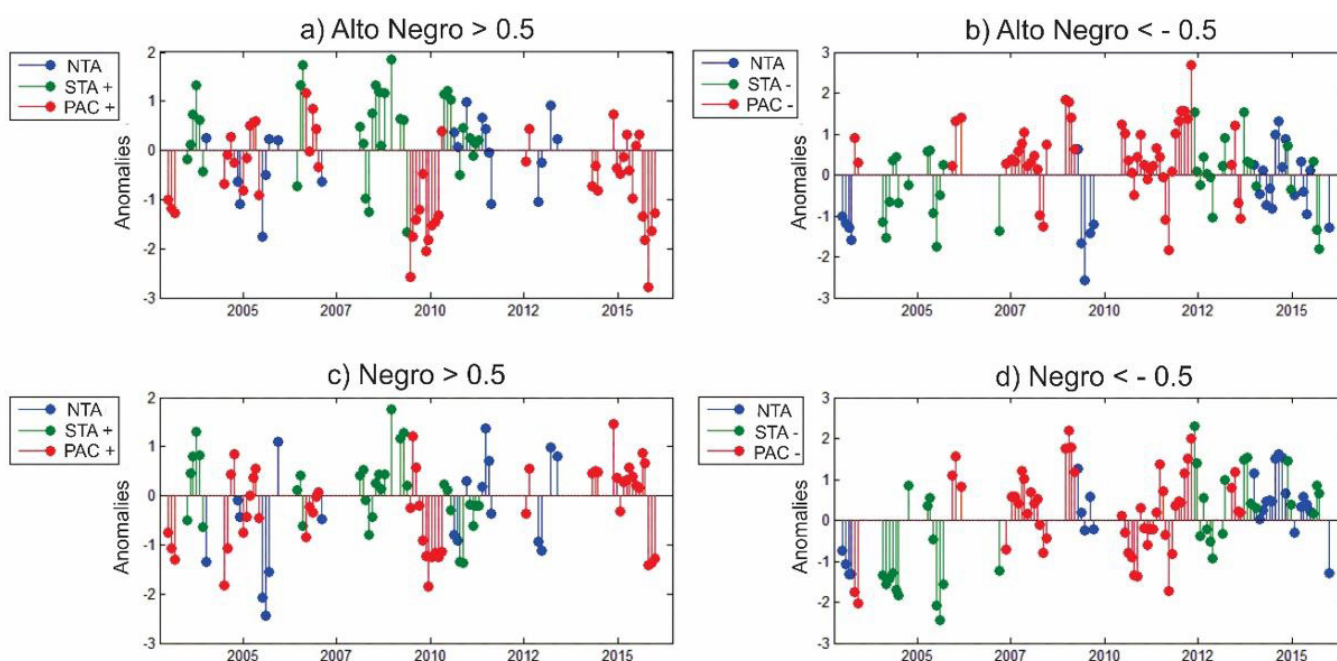 a) Alto Negro > 0.5
NTA
STA +
PAC +
Anomalies
2
1
0
-1
-2
-3
2005
2007
2010
2012
2015
b) Alto Negro < - 0.5
NTA
STA -
PAC -
Anomalies
3
2
1
0
-1
-2
-3
2005
2007
2010
2012
2015
c) Negro > 0.5
NTA
STA +
PAC +
Anomalies
2
1
0
-1
-2
-3
2005
2007
2010
2012
2015
d) Negro < - 0.5
NTA
STA -
PAC -
Anomalies
3
2
1
0
-1
-2
-3
2005
2007
2010
2012
2015